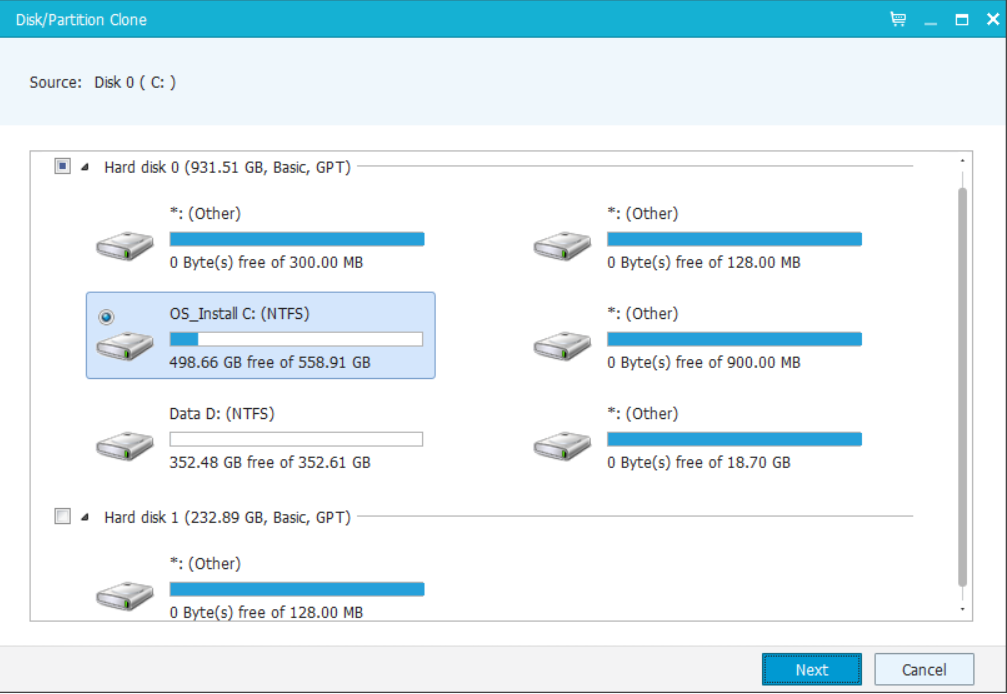 Disk/Partition Clone
Source: Disk 0 ( C: )
Hard disk 0 (931.51 GB, Basic, GPT)
*: (Other)
0 Byte(s) free of 300.00 MB
*: (Other)
0 Byte(s) free of 128.00 MB
OS_Install C: (NTFS)
498.66 GB free of 558.91 GB
*: (Other)
0 Byte(s) free of 900.00 MB
Data D: (NTFS)
352.48 GB free of 352.61 GB
*: (Other)
0 Byte(s) free of 18.70 GB
Hard disk 1 (232.89 GB, Basic, GPT)
*: (Other)
0 Byte(s) free of 128.00 MB
Next
Cancel